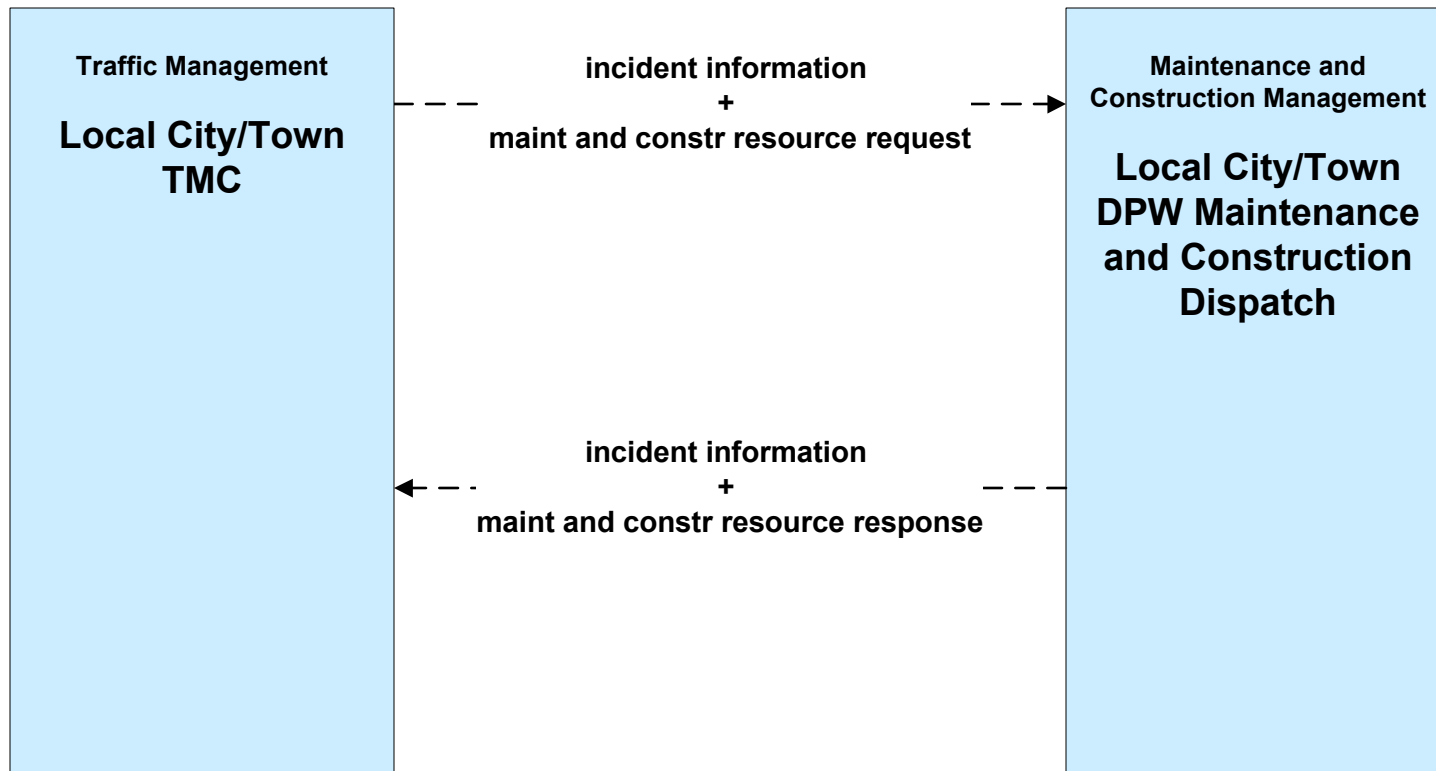 Traffic Management
Local City/Town
TMC
incident information
+
maint and constr resource request
Maintenance and
Construction Management
Local City/Town
DPW Maintenance
and Construction
Dispatch
incident information
+
maint and constr resource response